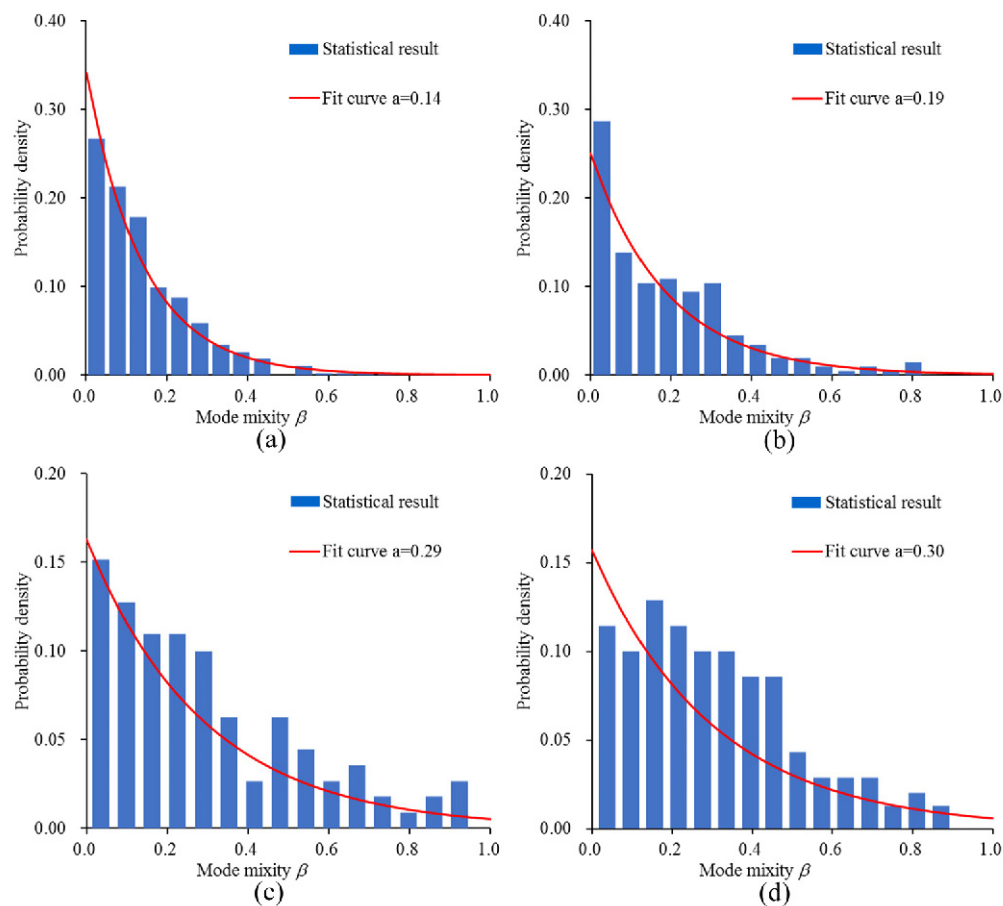 0.40
0.30
0.20
0.10
0.00
Probability density
Statistical result
Fit curve a=0.14
0.0 0.2 0.4 0.6 0.8 1.0
Mode mixity β
(a)
0.40
0.30
0.20
0.10
0.00
Probability density
Statistical result
Fit curve a=0.19
0.0 0.2 0.4 0.6 0.8 1.0
Mode mixity β
(b)
0.20
0.15
0.10
0.05
0.00
Probability density
Statistical result
Fit curve a=0.29
0.0 0.2 0.4 0.6 0.8 1.0
Mode mixity β
(c)
0.20
0.15
0.10
0.05
0.00
Probability density
Statistical result
Fit curve a=0.30
0.0 0.2 0.4 0.6 0.8 1.0
Mode mixity β
(d)